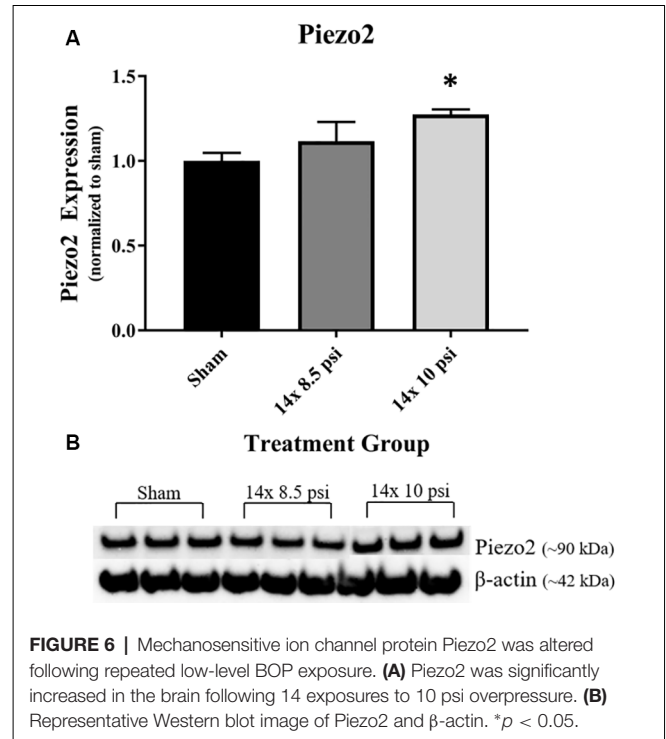 A
Piezo2
Piezo2 Expression
(normalized to sham)
1.5
1.0
0.5
0.0
*
Sham
14x 8.5 psi
14x 10 psi
Treatment Group
B
Sham
14x 8.5 psi
14x 10 psi
Piezo2 (~90 kDa)
β-actin (~42 kDa)
FIGURE 6 | Mechanosensitive ion channel protein Piezo2 was altered
following repeated low-level BOP exposure. (A) Piezo2 was significantly
increased in the brain following 14 exposures to 10 psi overpressure. (B)
Representative Western blot image of Piezo2 and β-actin. *p < 0.05.